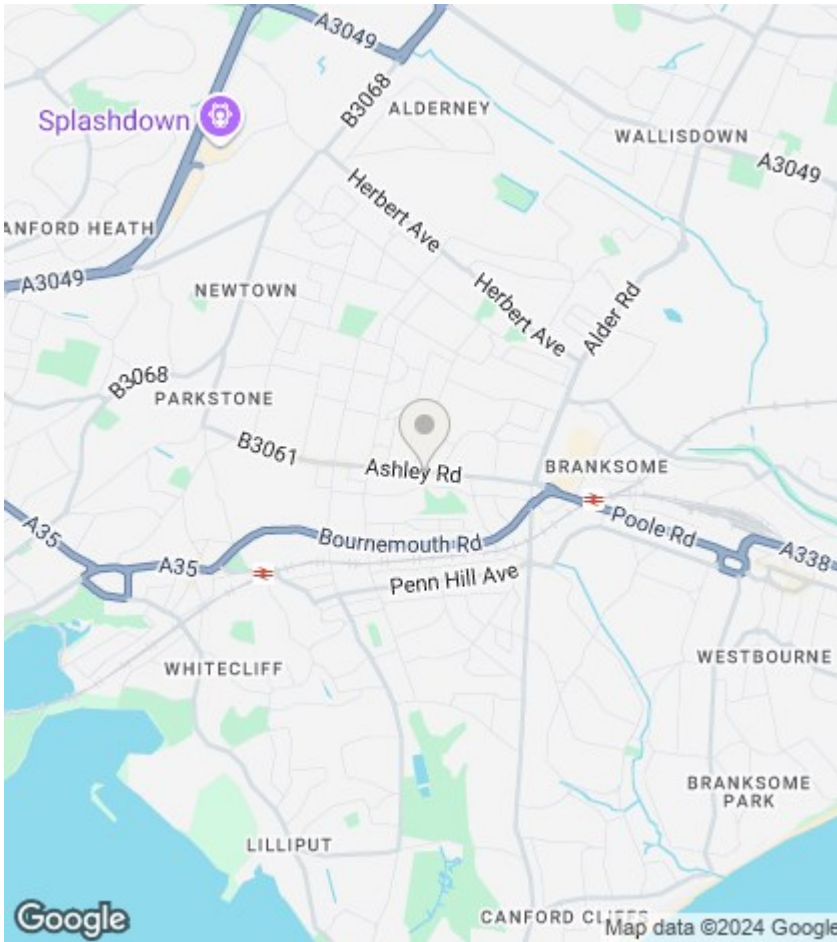 A3049
B3068
ALDERNEY
Splashdown
WALLISDOWN
A3049
Herbert Ave
ANFORD HEATH
A3049
NEWTOWN
Herbert Ave
Alder Rd
B3068
PARKSTONE
B3061
Ashley Rd
BRANKSOME
A35
Bournemouth Rd
Poole Rd
A338
A35
Penn Hill Ave
WHITECLIFF
WESTBOURNE
BRANKSOME
PARK
LILLIPUT
CANFORD CLIFFS
Google
Map data ©2024 Google